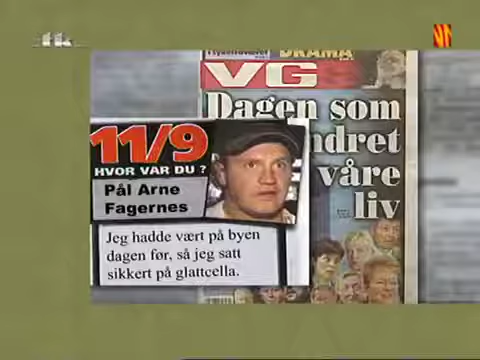 DRAMA
VG
Dagen som
ndret
våre
liv
11/9
HVOR VAR DU ?
Pål Arne
Fagernes
Jeg hadde vært på byen
dagen før, så jeg satt
sikkert på glattcella.